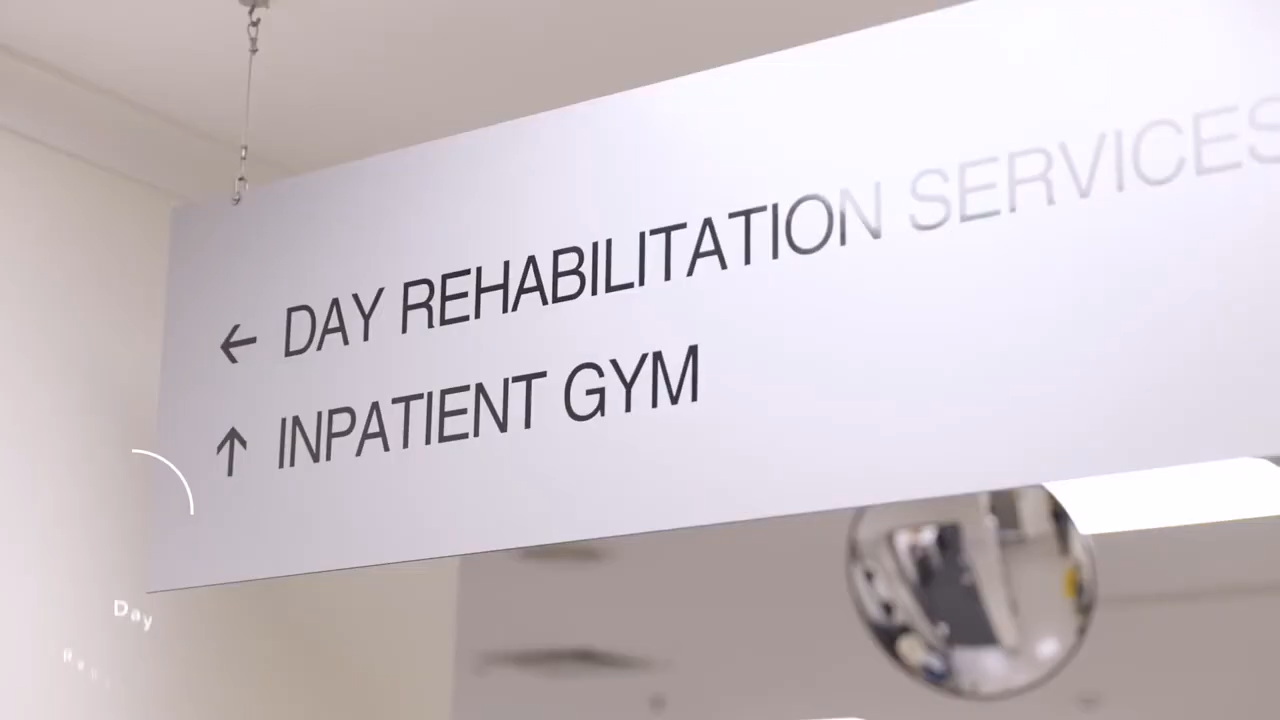 ← DAY REHABILITATION SERVICES
↑ INPATIENT GYM
Day